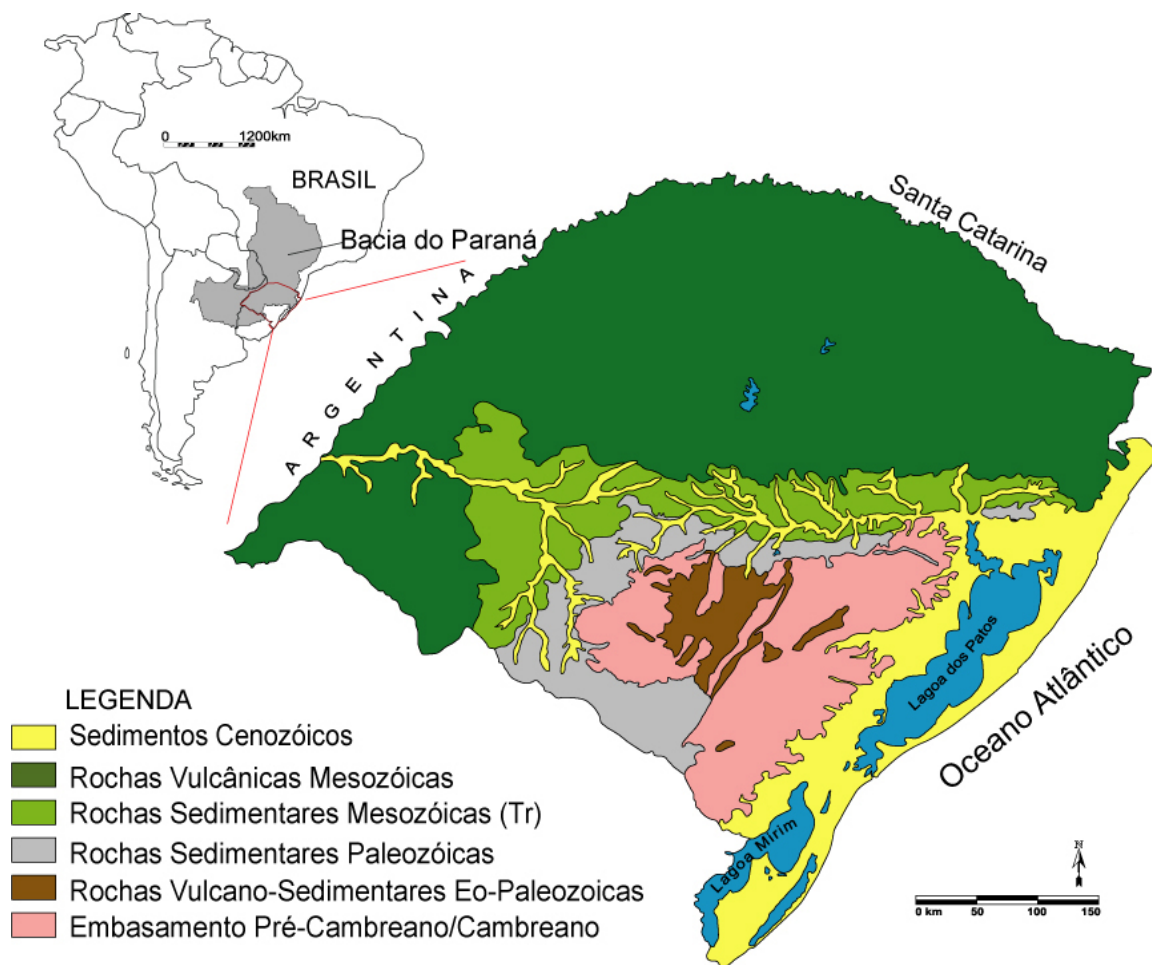 0 1200km
BRASIL
Bacia do Paraná
Santa Catarina
ARGENTINA
Lagoa dos Patos
Oceano Atlântico
Lagoa Mirim
LEGENDA
Sedimentos Cenozóicos
Rochas Vulcânicas Mesozóicas
Rochas Sedimentares Mesozóicas (Tr)
Rochas Sedimentares Paleozóicas
Rochas Vulcano-Sedimentares Eo-Paleozoicas
Embasamento Pré-Cambreano/Cambreano
N
0 km 50 100 150